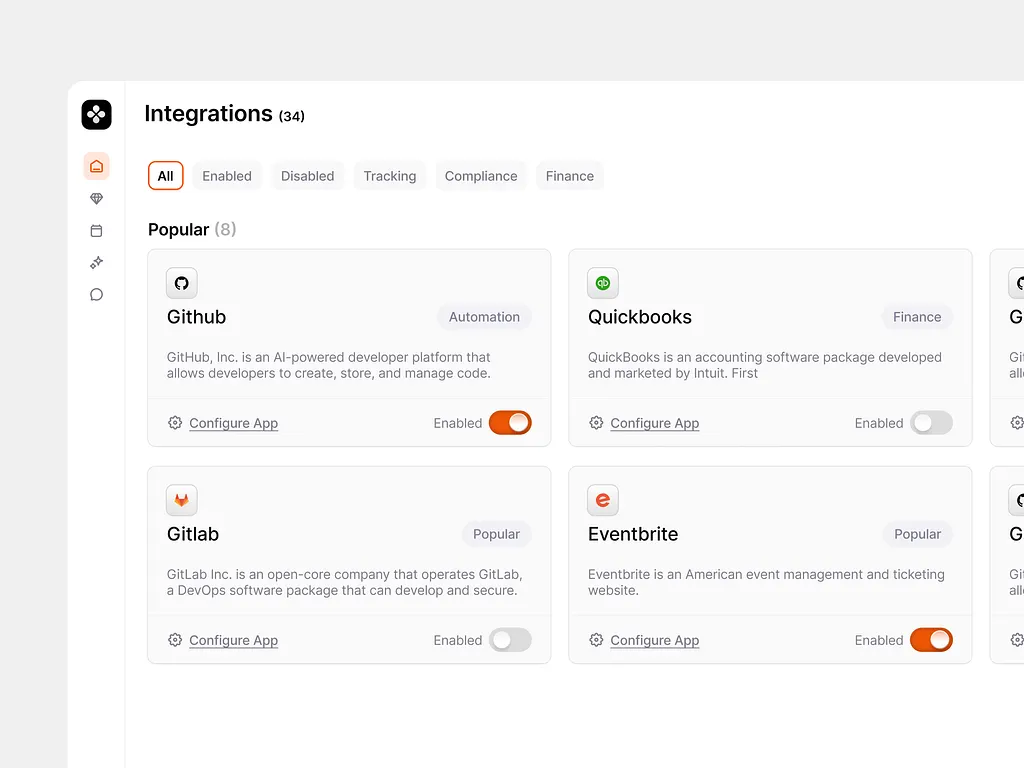 Integrations (34)
All Enabled Disabled Tracking Compliance Finance
Popular (8)
Github Automation
GitHub, Inc. is an AI-powered developer platform that
allows developers to create, store, and manage code.
Configure App Enabled
Quickbooks Finance
QuickBooks is an accounting software package developed
and marketed by Intuit. First
Configure App Enabled
G
Git
allo
Gitlab Popular
GitLab Inc. is an open-core company that operates GitLab,
a DevOps software package that can develop and secure.
Configure App Enabled
Eventbrite Popular
Eventbrite is an American event management and ticketing
website.
Configure App Enabled
G
Git
allo